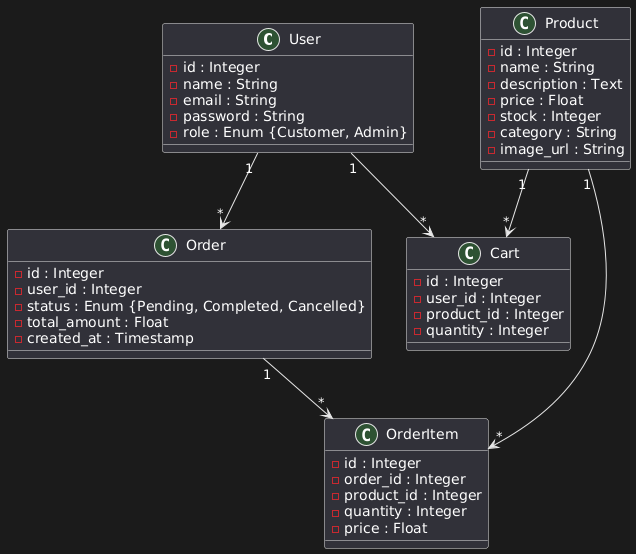 C User
id : Integer
name : String
email : String
password : String
role : Enum {Customer, Admin}
C Product
id : Integer
name : String
description : Text
price : Float
stock : Integer
category : String
image_url : String
1
1
1
1
*
*
*
C Order
id : Integer
user_id : Integer
status : Enum {Pending, Completed, Cancelled}
total_amount : Float
created_at : Timestamp
C Cart
id : Integer
user_id : Integer
product_id : Integer
quantity : Integer
1
*
*
C OrderItem
id : Integer
order_id : Integer
product_id : Integer
quantity : Integer
price : Float